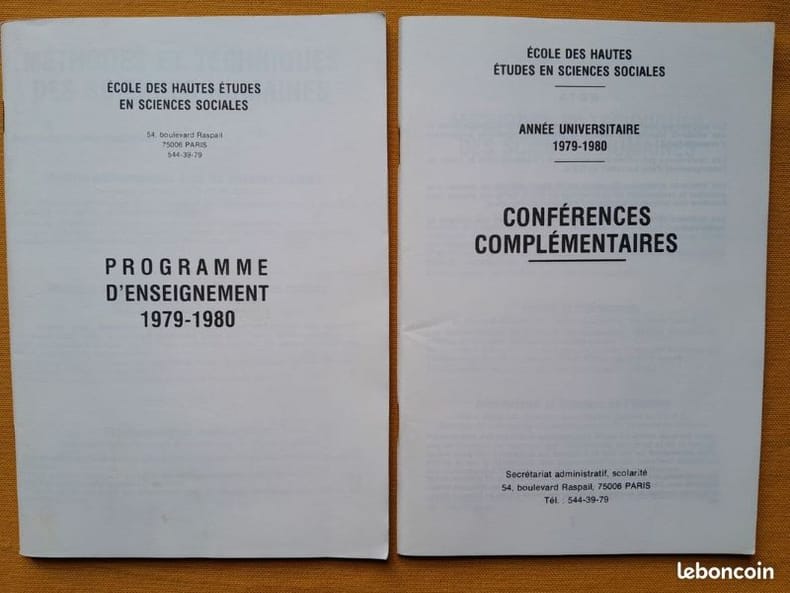 ÉCOLE DES HAUTES ÉTUDES
EN SCIENCES SOCIALES
54, boulevard Raspail
75006 PARIS
544-39-79
PROGRAMME
D'ENSEIGNEMENT
1979-1980
ÉCOLE DES HAUTES
ÉTUDES EN SCIENCES SOCIALES
ANNÉE UNIVERSITAIRE
1979-1980
CONFÉRENCES
COMPLÉMENTAIRES
Secrétariat administratif, scolarité
54, boulevard Raspail, 75006 PARIS
Tél. : 544-39-79
leboncoin